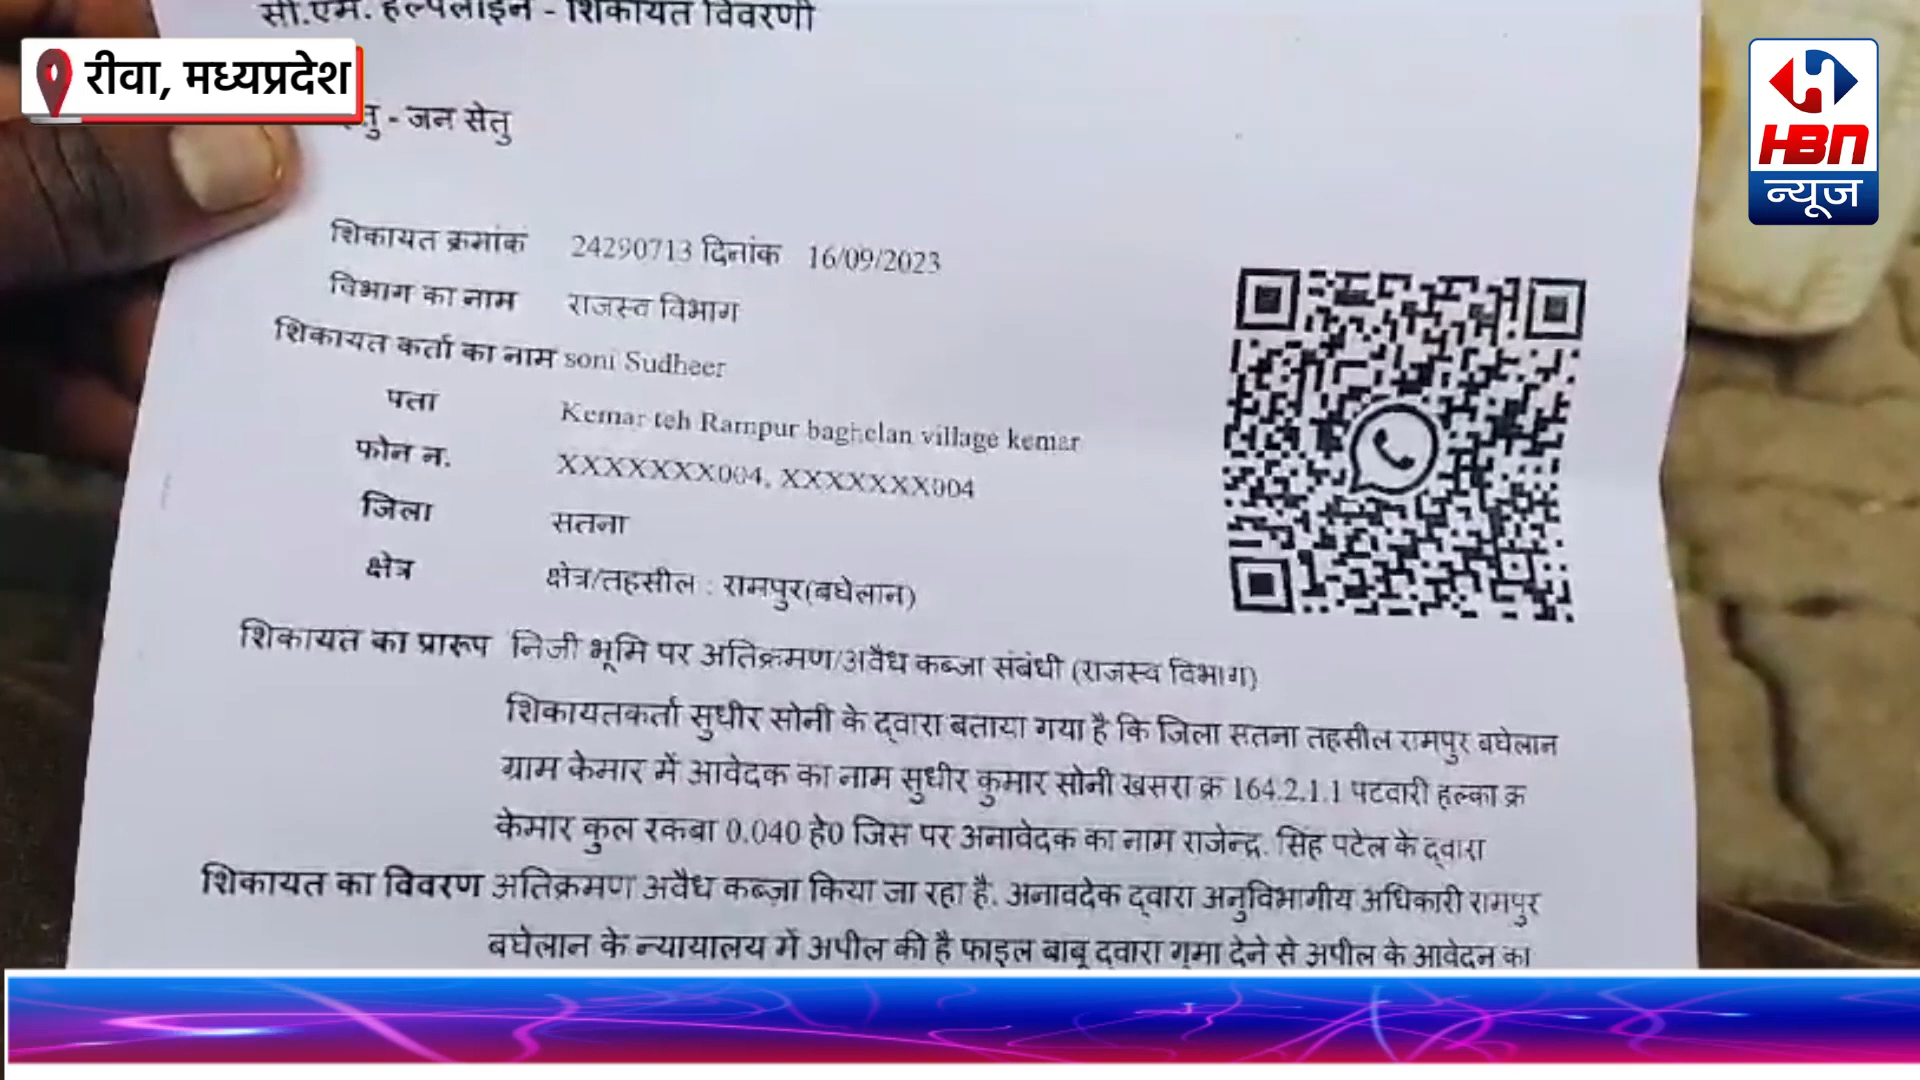 सी.एम. हेल्पलाइन - शिकायत विवरणी
रीवा, मध्यप्रदेश
HBN
न्यूज
- जन सेतु
शिकायत क्रमांक 24290713 दिनांक 16/09/2023
विभाग का नाम राजस्व विभाग
शिकायत कर्ता का नाम soni Sudheer
पता Kemar teh Rampur baghelan village kemar
फोन न. XXXXXXX004, XXXXXXX004
जिला सतना
क्षेत्र क्षेत्र/तहसील : रामपुर(बघेलान)
शिकायत का प्रारूप निजी भूमि पर अतिक्रमण/अवैध कब्जा संबंधी (राजस्व विभाग)
शिकायतकर्ता सुधीर सोनी के द्वारा बताया गया है कि जिला सतना तहसील रामपुर बघेलान
ग्राम केमार में आवेदक का नाम सुधीर कुमार सोनी खसरा क्र 164.2.1.1 पटवारी हल्का क्र
केमार कुल रकबा 0.040 हे0 जिस पर अनावेदक का नाम राजेन्द्र. सिंह पटेल के द्वारा
शिकायत का विवरण अतिक्रमण अवैध कब्ज़ा किया जा रहा है. अनावदेक द्वारा अनुविभागीय अधिकारी रामपुर
बघेलान के न्यायालय में अपील की है फाइल बाबू द्वारा गुमा देने से अपील के आवेदन का